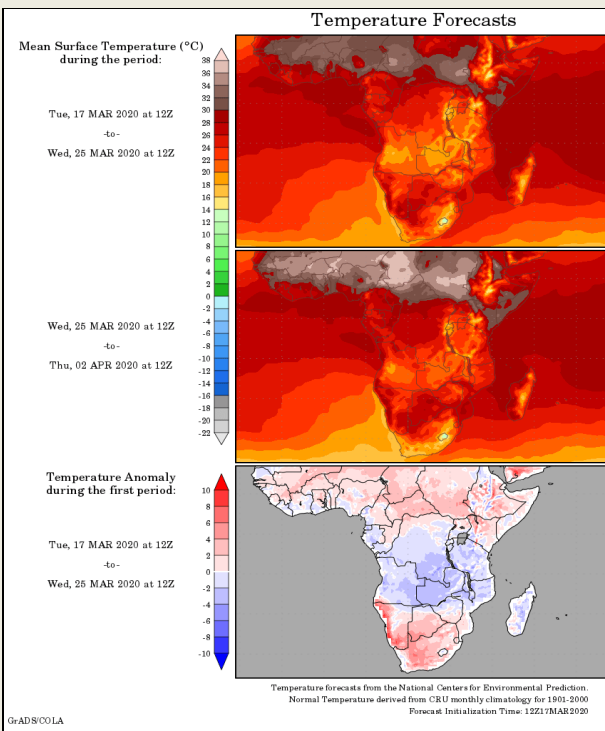 Temperature Forecasts
Mean Surface Temperature (°C)
during the period:
Tue, 17 MAR 2020 at 12Z
-to-
Wed, 25 MAR 2020 at 12Z
38
36
34
32
30
28
26
24
22
20
18
16
14
12
10
8
6
4
2
0
-2
-4
-6
-8
-10
-12
-14
-16
-18
-20
-22
Wed, 25 MAR 2020 at 12Z
-to-
Thu, 02 APR 2020 at 12Z
Temperature Anomaly
during the first period:
Tue, 17 MAR 2020 at 12Z
-to-
Wed, 25 MAR 2020 at 12Z
10
8
6
4
2
0
-2
-4
-6
-8
-10
Temperature forecasts from the National Centers for Environmental Prediction.
Normal Temperature derived from CRU monthly climatology for 1901-2000
Forecast Initialization Time: 12Z17MAR2020
GrADS/COLA